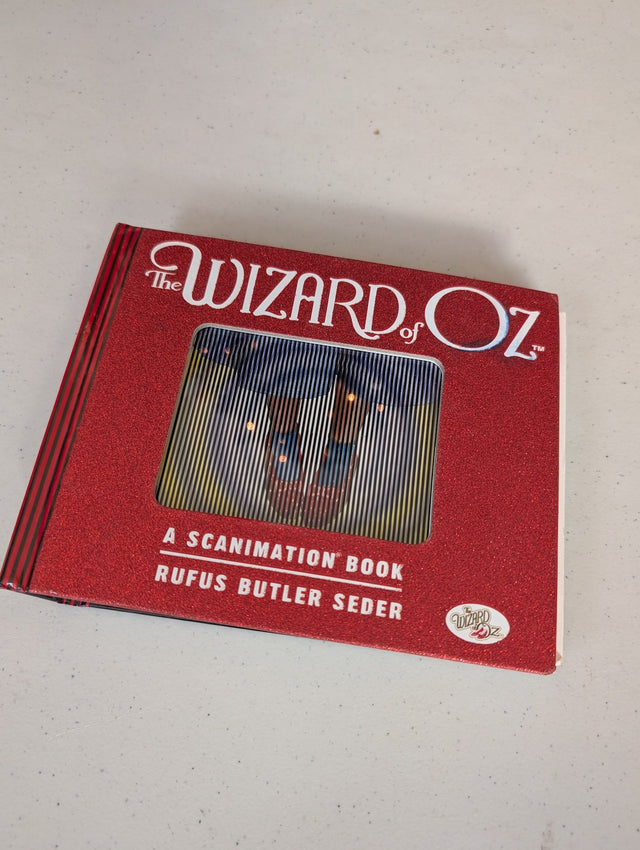 The WIZARD of OZ™
A SCANIMATION® BOOK
RUFUS BUTLER SEDER
The
WIZARD
of OZ